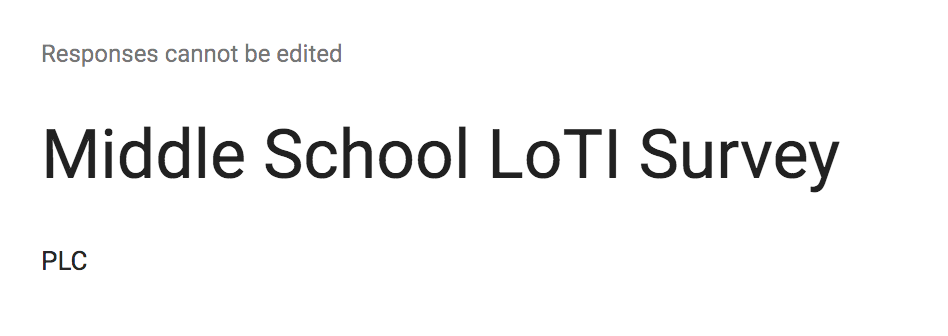 Responses cannot be edited
Middle School LoTI Survey
PLC